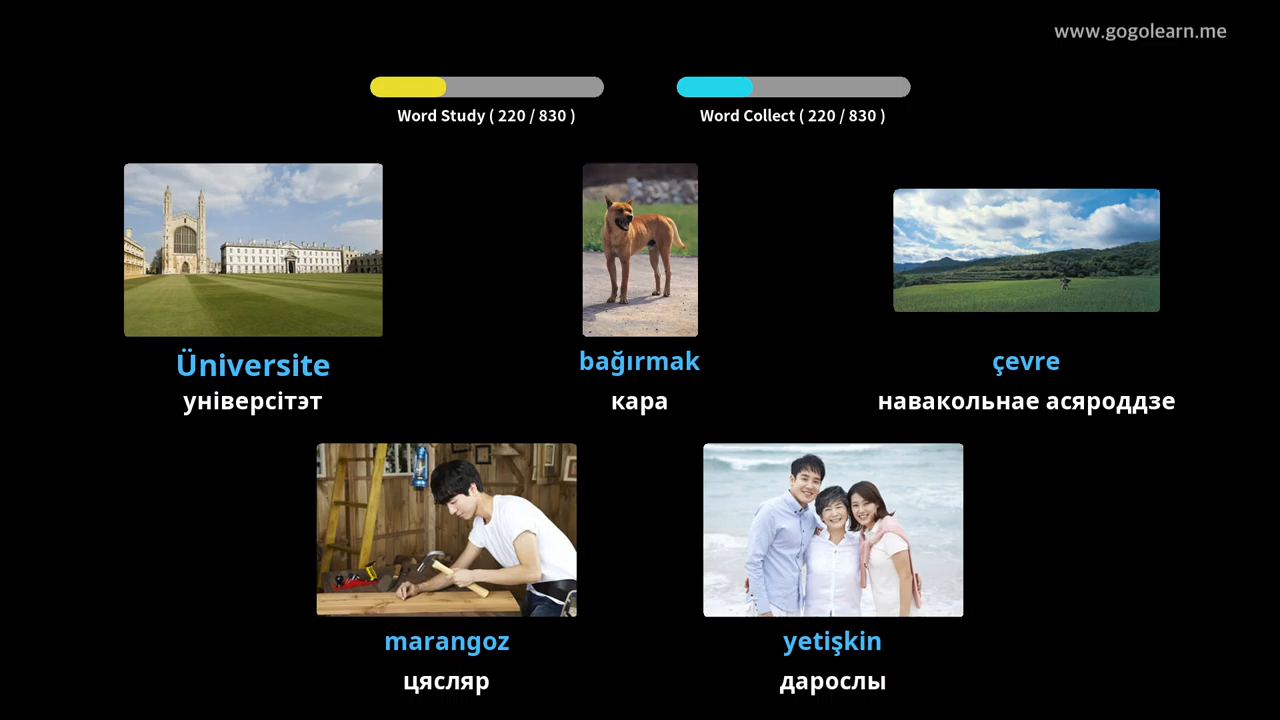 www.gogolearn.me
Word Study ( 220 / 830 )
Word Collect ( 220 / 830 )
Üniversite
універсітэт
bağırmak
кара
çevre
навакольнае асяроддзе
marangoz
цясляр
yetişkin
дарослы